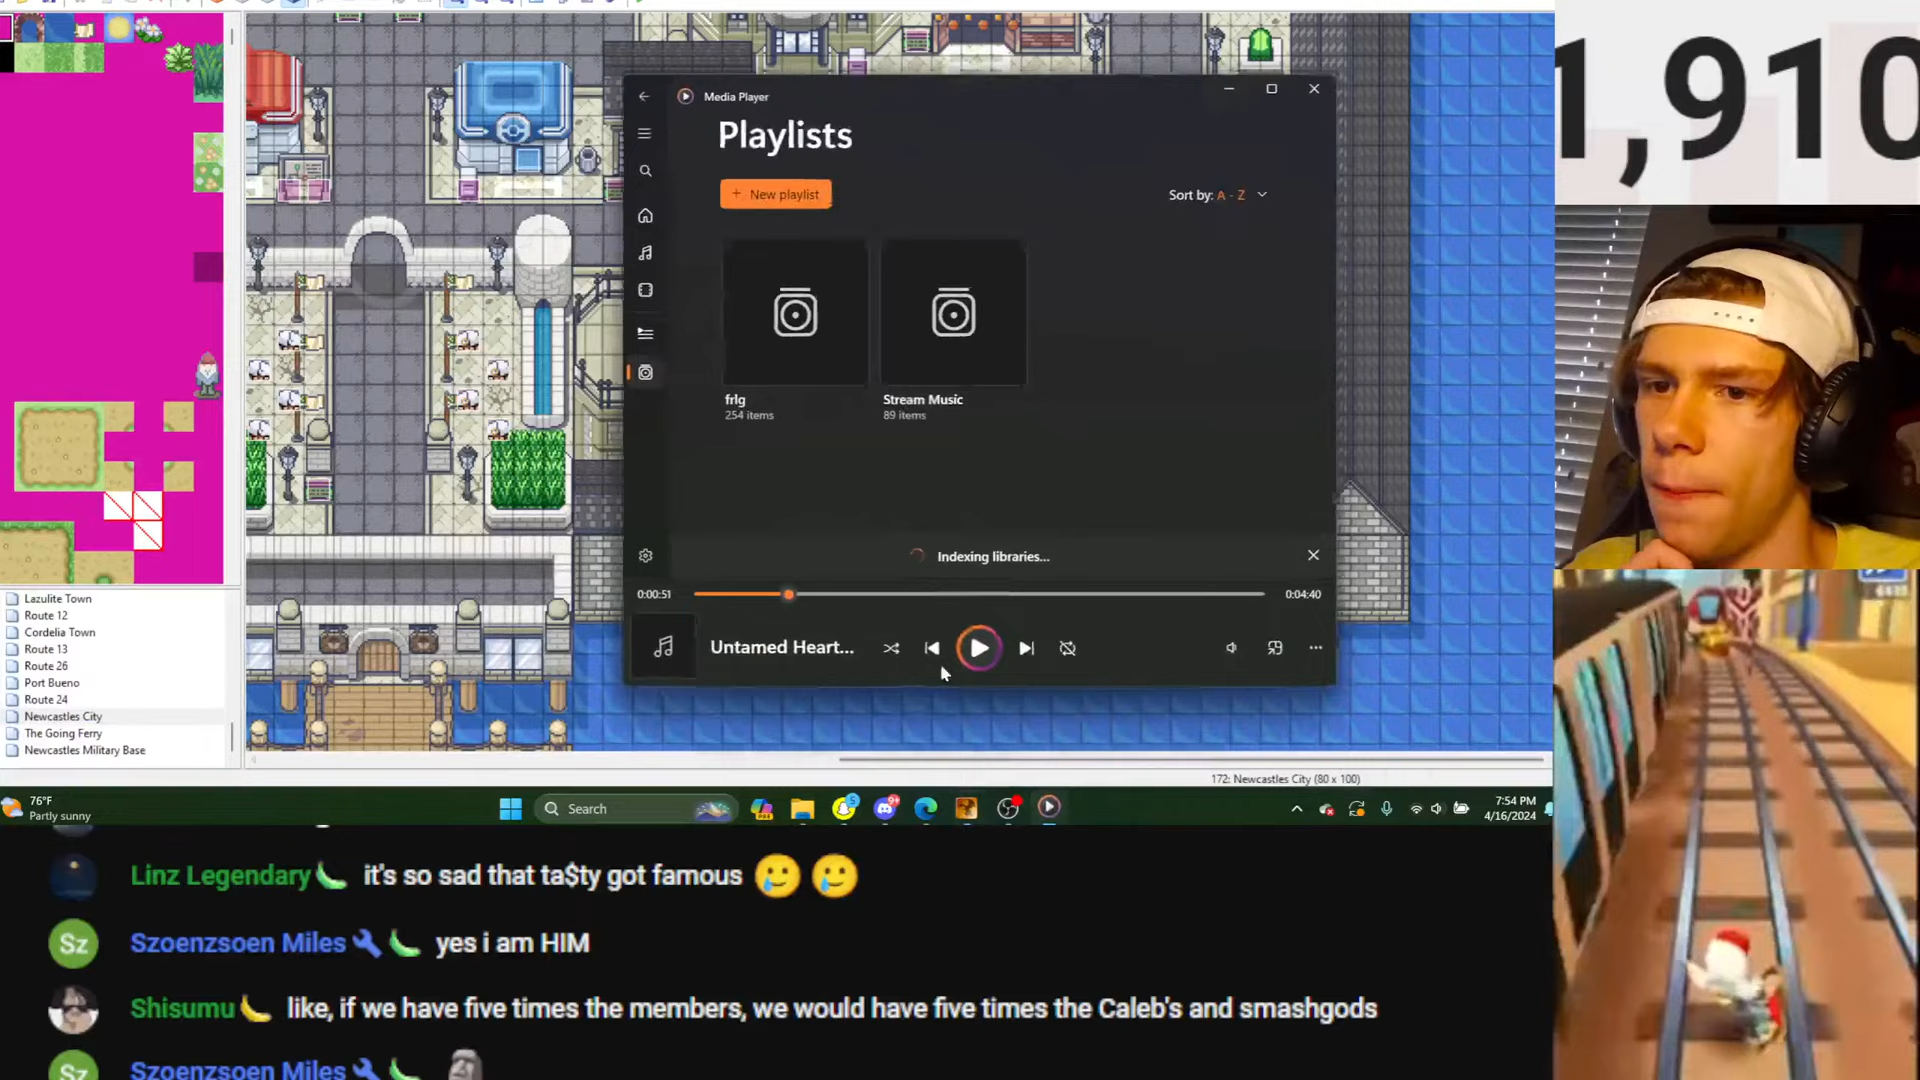 1,910
Media Player
Playlists
+ New playlist
Sort by: A - Z
frlg
254 items
Stream Music
89 items
Indexing libraries...
0:00:51
0:04:40
Untamed Heart...
Lazulite Town
Route 12
Cordelia Town
Route 13
Route 26
Port Bueno
Route 24
Newcastles City
The Going Ferry
Newcastles Military Base
172: Newcastles City (80 x 100)
76°F
Partly sunny
Search
7:54 PM
4/16/2024
Linz Legendary it's so sad that ta$ty got famous
Sz
Szoenzsoen Miles yes i am HIM
Shisumu like, if we have five times the members, we would have five times the Caleb's and smashgods
Sz
Szoenzsoen Miles